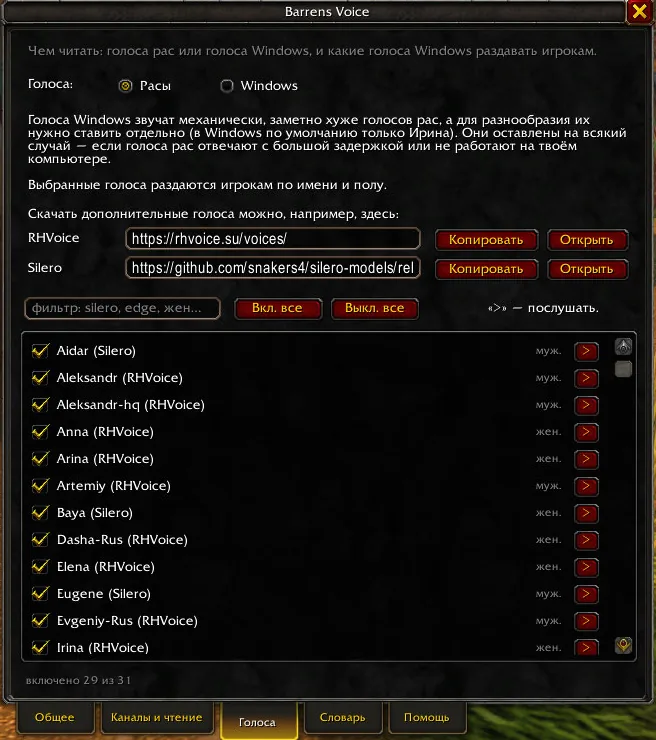 Barrens Voice
Чем читать: голоса рас или голоса Windows, и какие голоса Windows раздавать игрокам.
Голоса: Расы Windows
Голоса Windows звучат механически, заметно хуже голосов рас, а для разнообразия их
нужно ставить отдельно (в Windows по умолчанию только Ирина). Они оставлены на всякий
случай — если голоса рас отвечают с большой задержкой или не работают на твоём
компьютере.
Выбранные голоса раздаются игрокам по имени и полу.
Скачать дополнительные голоса можно, например, здесь:
RHVoice https://rhvoice.su/voices/ Копировать Открыть
Silero https://github.com/snakers4/silero-models/rel Копировать Открыть
фильтр: silero, edge, жен... Вкл. все Выкл. все «>» — послушать.
Aidar (Silero) муж. >
Aleksandr (RHVoice) муж. >
Aleksandr-hq (RHVoice) муж. >
Anna (RHVoice) жен. >
Arina (RHVoice) жен. >
Artemiy (RHVoice) муж. >
Baya (Silero) жен. >
Dasha-Rus (RHVoice) жен. >
Elena (RHVoice) жен. >
Eugene (Silero) муж. >
Evgeniy-Rus (RHVoice) муж. >
Irina (RHVoice) жен. >
включено 29 из 31
Общее Каналы и чтение Голоса Словарь Помощь